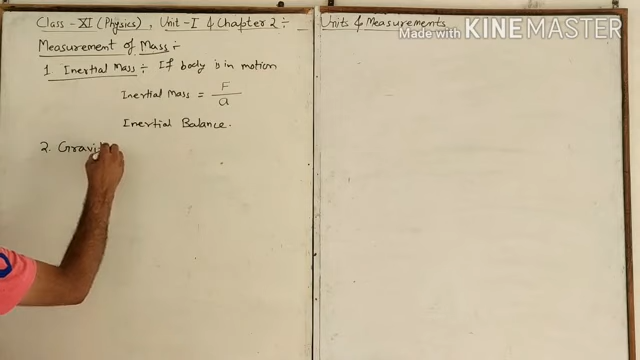 Class - XI (Physics), Unit - I & Chapter 2 ÷ Units & Measurements
Made with KINEMASTER
Measurement of Mass ÷
1 Inertial Mass ÷ If body is in motion
Inertial Mass = F / a
Inertial Balance.
2. Gravit